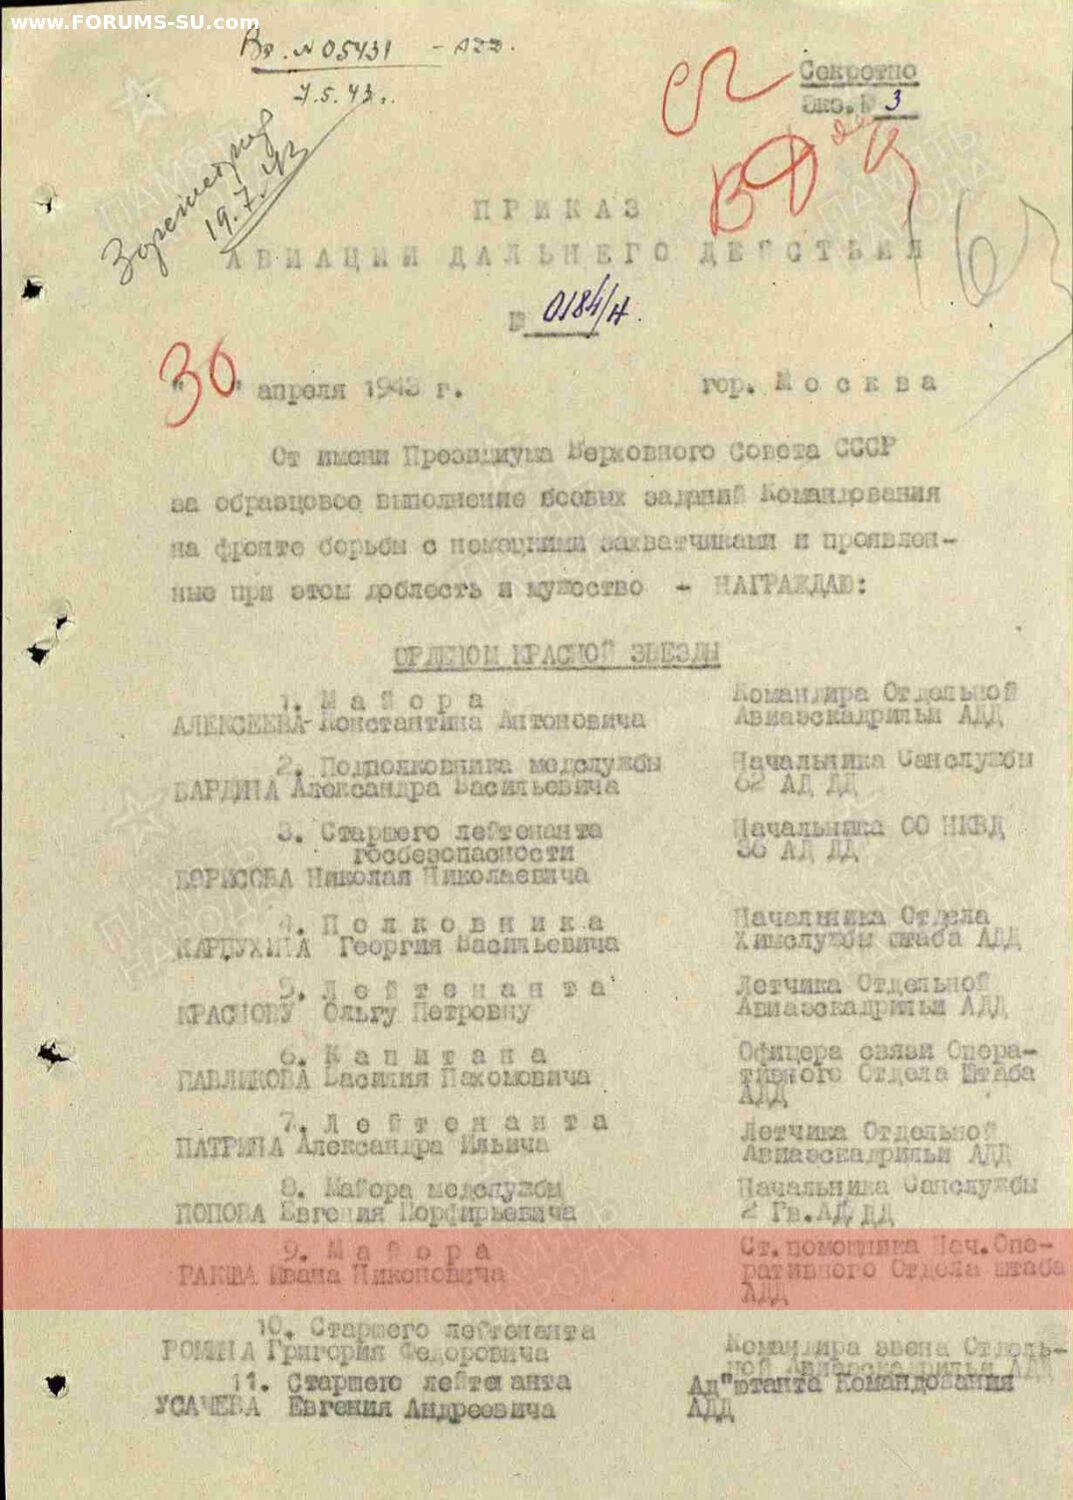 www.FORUMS-SU.com
Вх. № 05431 - АДД.
7.5.43г.
Секретно
Экз.№ 3
19.7.43
ПРИКАЗ
АВИАЦИИ ДАЛЬНЕГО ДЕЙСТВИЯ
№ 0184/н.
"30" апреля 1943 г. гор. Москва
От имени Президиума Верховного Совета СССР
за образцовое выполнение боевых заданий Командования
на фронте борьбы с немецкими захватчиками и проявлен-
ные при этом доблесть и мужество - НАГРАЖДАЮ:
ОРДЕНОМ КРАСНОЙ ЗВЕЗДЫ
1. Майора Командира Отдельной
АЛЕКСЕЕВА Константина Антоновича Авиаэскадрильи АДД
2. Подполковника медслужбы Начальника Санслужбы
БАРДИНА Александра Васильевича 62 АД ДД
3. Старшего лейтенанта Начальника ОО НКВД
госбезопасности 36 АД ДД
БОРИСОВА Николая Николаевича
4. Полковника Начальника Отдела
КАРПУХИНА Георгия Васильевича Химслужбы штаба АДД
5. Лейтенанта Летчика Отдельной
КРАСНОВУ Ольгу Петровну Авиаэскадрильи АДД
6. Капитана Офицера связи Опера-
ПАВЛИКОВА Василия Пахомовича тивного Отдела Штаба
АДД
7. Лейтенанта Летчика Отдельной
ПАТРИНА Александра Ильича Авиаэскадрильи АДД
8. Майора медслужбы Начальника Санслужбы
ПОПОВА Евгения Порфирьевича 2 Гв.АД ДД
9. Майора Ст.помощника Нач.Опе-
РАКША Ивана Никоновича ративного Отдела штаба
АДД
10. Старшего лейтенанта Командира звена Отдель-
РОМИНА Григория Федоровича ной Авиаэскадрильи АДД
11. Старшего лейтенанта Ад"ютанта Командования
УСАЧЕВА Евгения Андреевича АДД